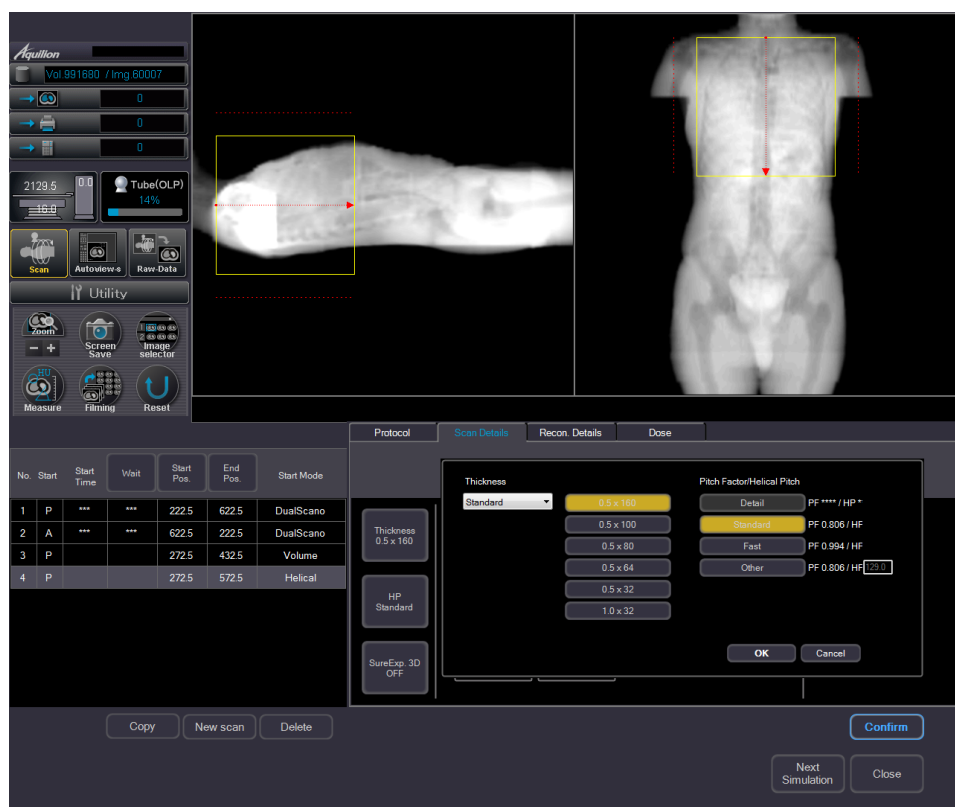 Aquilion
Vol.991680 / Img.60007
0
0
0
2129.5
0.0
16.0
Tube(OLP)
14%
Scan
Autoview-s
Raw-Data
Utility
Zoom
- +
Screen
Save
Image
selector
HU
Measure
Filming
Reset
Protocol Scan Details Recon. Details Dose
No. Start Start Time Wait Start Pos. End Pos. Start Mode
1 P *** *** 222.5 622.5 DualScano
2 A *** *** 622.5 222.5 DualScano
3 P 272.5 432.5 Volume
4 P 272.5 572.5 Helical
Thickness
0.5 x 160
HP
Standard
SureExp. 3D
OFF
Thickness
Standard
0.5 x 160
0.5 x 100
0.5 x 80
0.5 x 64
0.5 x 32
1.0 x 32
Pitch Factor/Helical Pitch
Detail PF **** / HP *
Standard PF 0.806 / HF
Fast PF 0.994 / HF
Other PF 0.806 / HF 129.0
OK Cancel
Copy New scan Delete
Confirm
Next
Simulation
Close